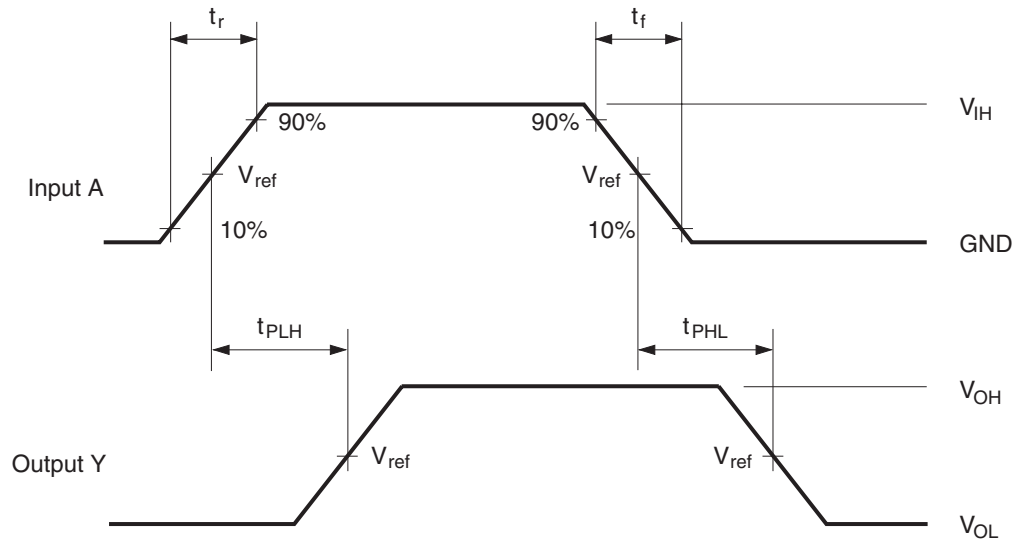 tr tf
VIH
90% 90%
Input A Vref Vref
10% 10%
GND
tPLH tPHL
VOH
Output Y Vref Vref
VOL